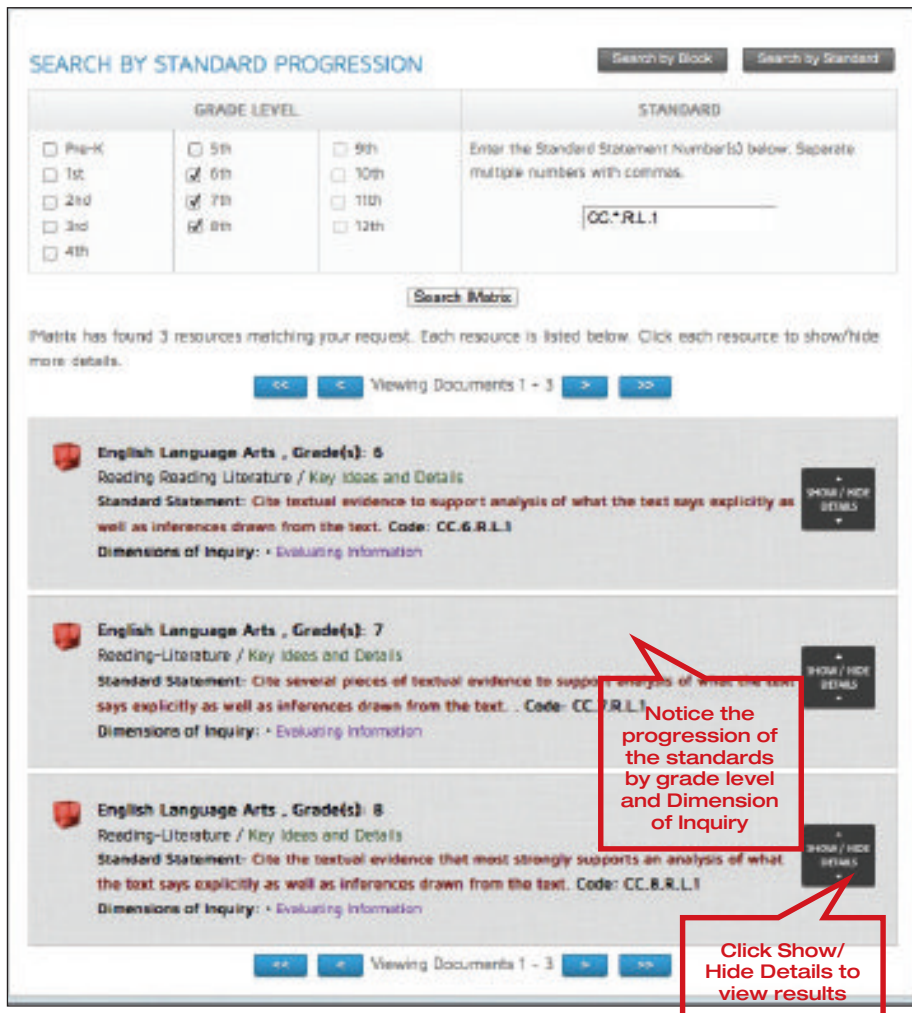 SEARCH BY STANDARD PROGRESSION
Search by Block
Search by Standard
GRADE LEVEL
STANDARD
Pre-K
1st
2nd
3rd
4th
5th
6th
7th
8th
9th
10th
11th
12th
Enter the Standard Statement Number(s) below. Separate
multiple numbers with commas.
CC.*.R.L.1
Search IMatrix
IMatrix has found 3 resources matching your request. Each resource is listed below. Click each resource to show/hide
more details.
<< < Viewing Documents 1 - 3 > >>
English Language Arts , Grade(s): 6
Reading Reading Literature / Key Ideas and Details
Standard Statement: Cite textual evidence to support analysis of what the text says explicitly as
well as inferences drawn from the text. Code: CC.6.R.L.1
Dimensions of Inquiry: • Evaluating Information
SHOW / HIDE
DETAILS
English Language Arts , Grade(s): 7
Reading-Literature / Key Ideas and Details
Standard Statement: Cite several pieces of textual evidence to support analysis of what the text
says explicitly as well as inferences drawn from the text. . Code: CC.7.R.L.1
Dimensions of Inquiry: • Evaluating Information
SHOW / HIDE
DETAILS
Notice the
progression of
the standards
by grade level
and Dimension
of Inquiry
English Language Arts , Grade(s): 8
Reading-Literature / Key Ideas and Details
Standard Statement: Cite the textual evidence that most strongly supports an analysis of what
the text says explicitly as well as inferences drawn from the text. Code: CC.8.R.L.1
Dimensions of Inquiry: • Evaluating Information
SHOW / HIDE
DETAILS
<< < Viewing Documents 1 - 3 > >>
Click Show/
Hide Details to
view results